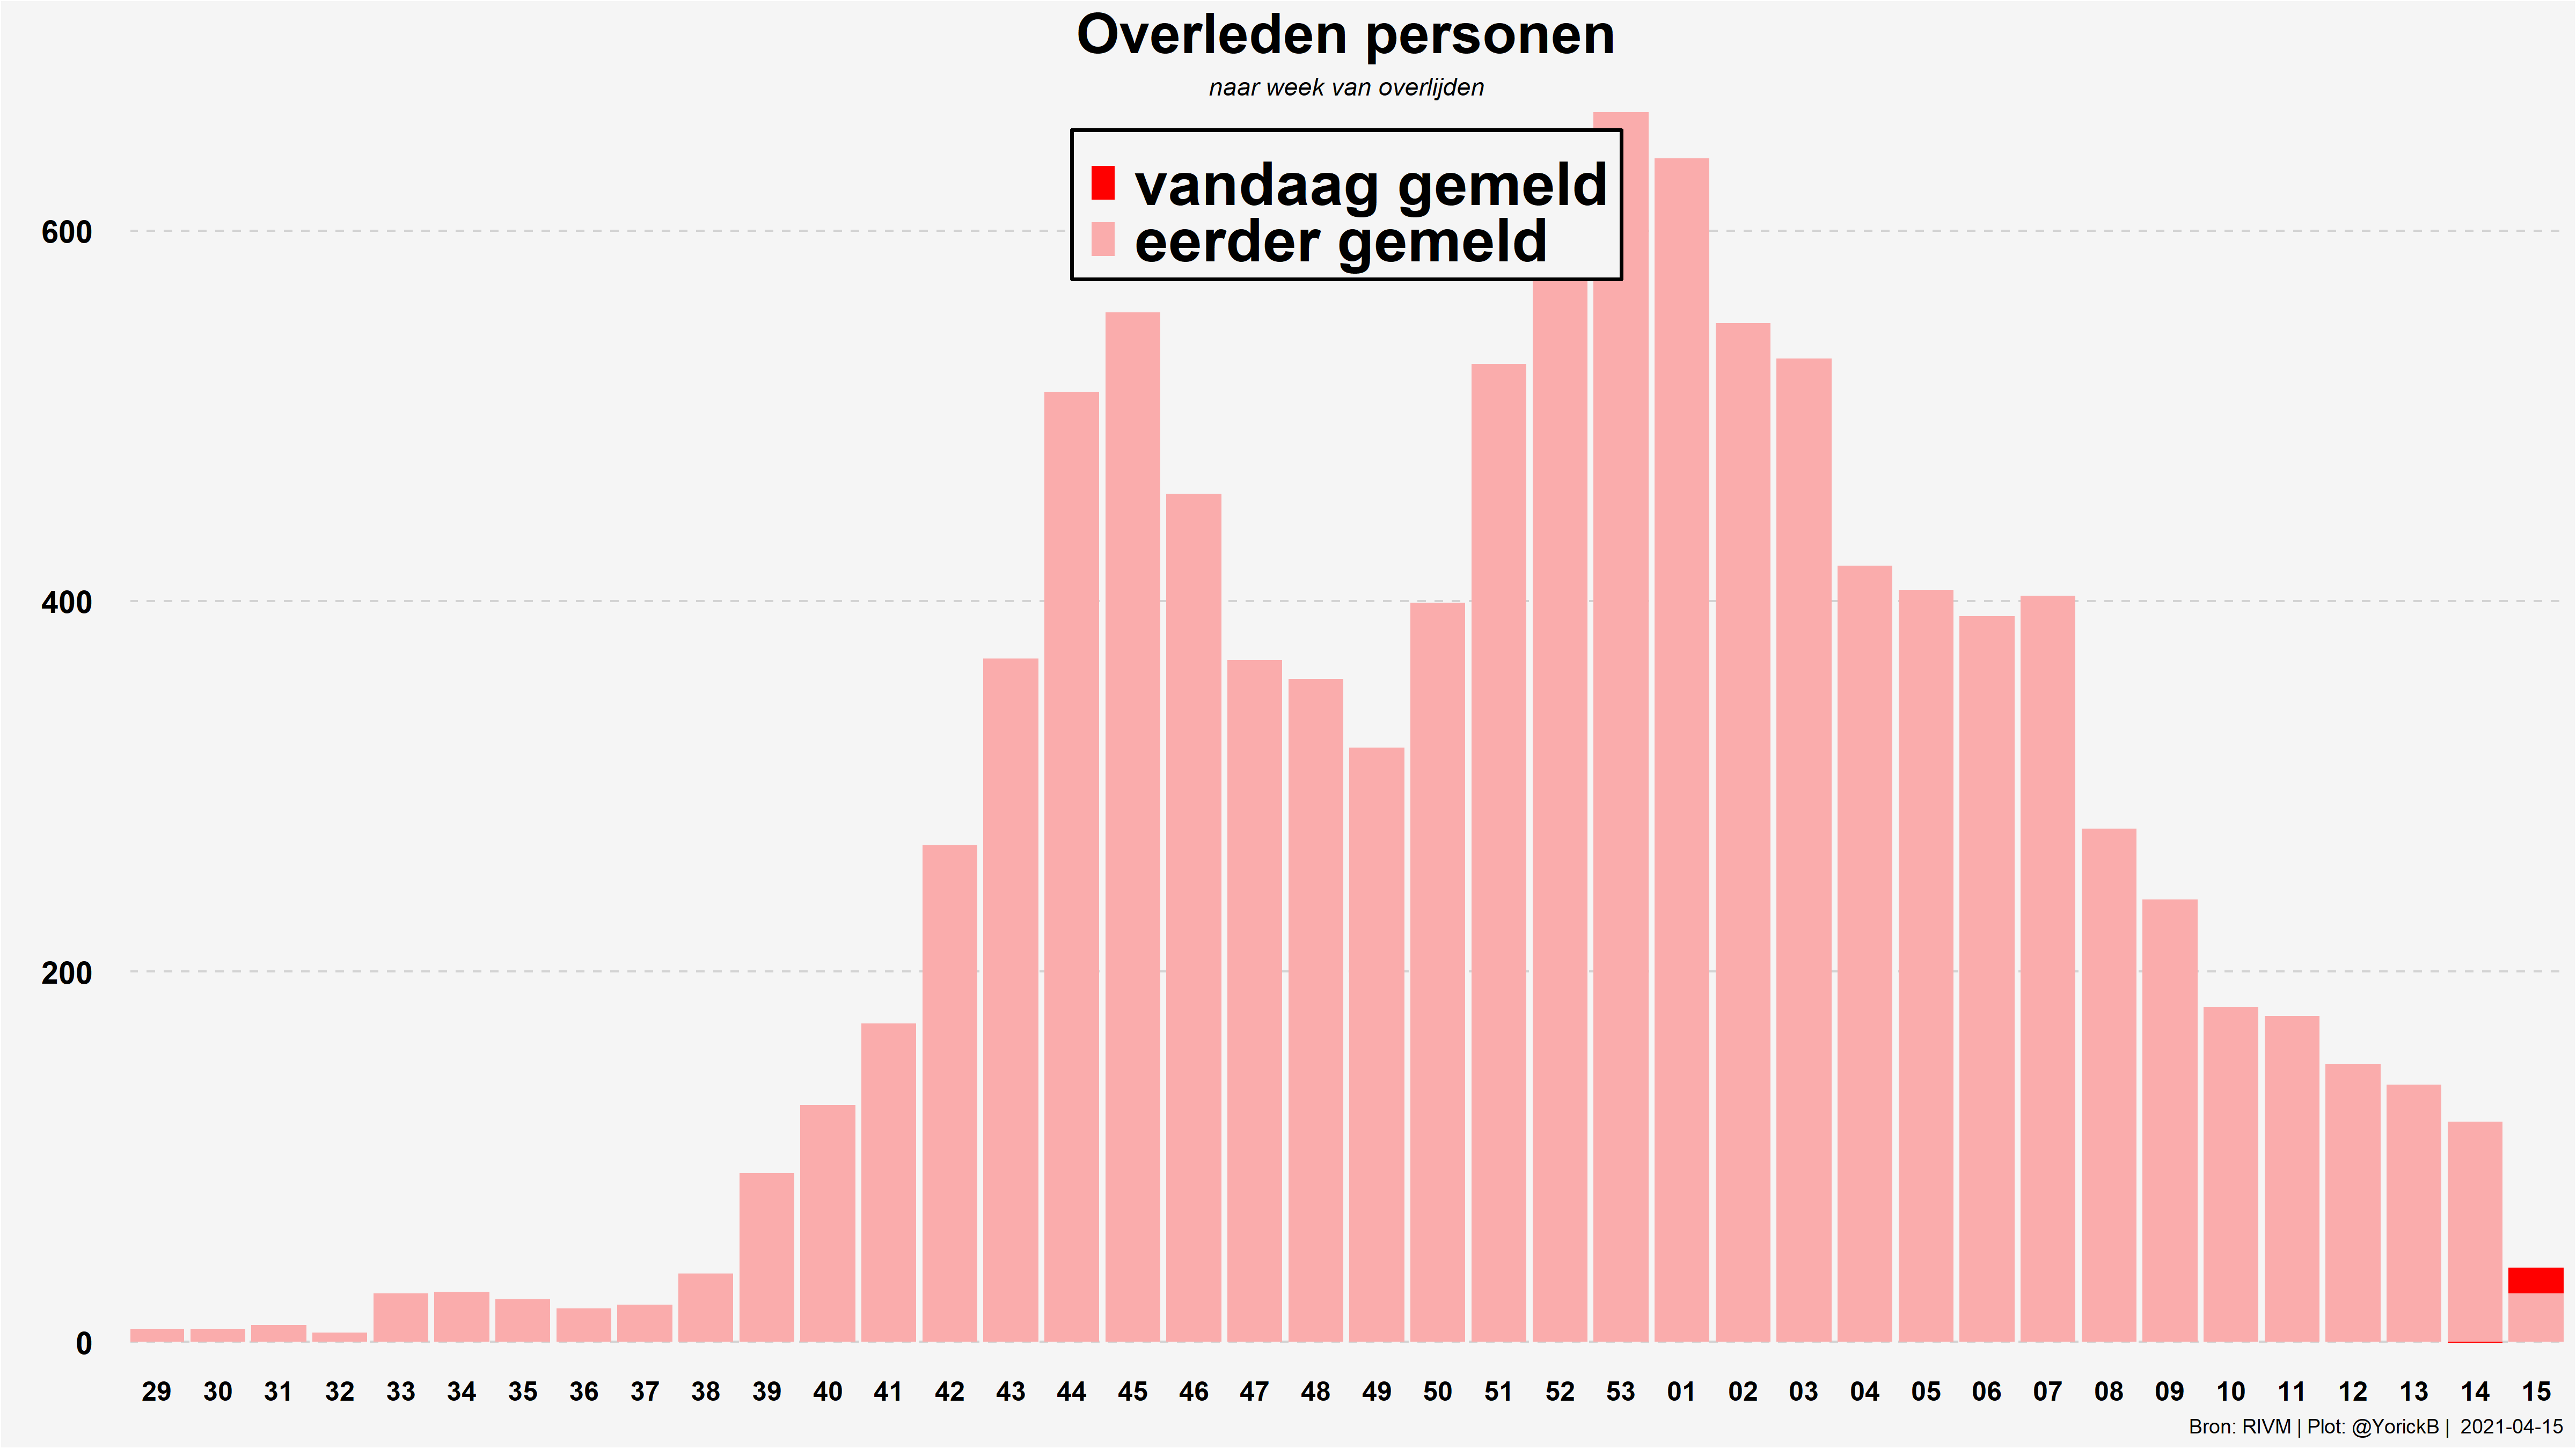 Overleden personen
naar week van overlijden
vandaag gemeld
eerder gemeld
600
400
200
0
29 30 31 32 33 34 35 36 37 38 39 40 41 42 43 44 45 46 47 48 49 50 51 52 53 01 02 03 04 05 06 07 08 09 10 11 12 13 14 15
Bron: RIVM | Plot: @YorickB | 2021-04-15